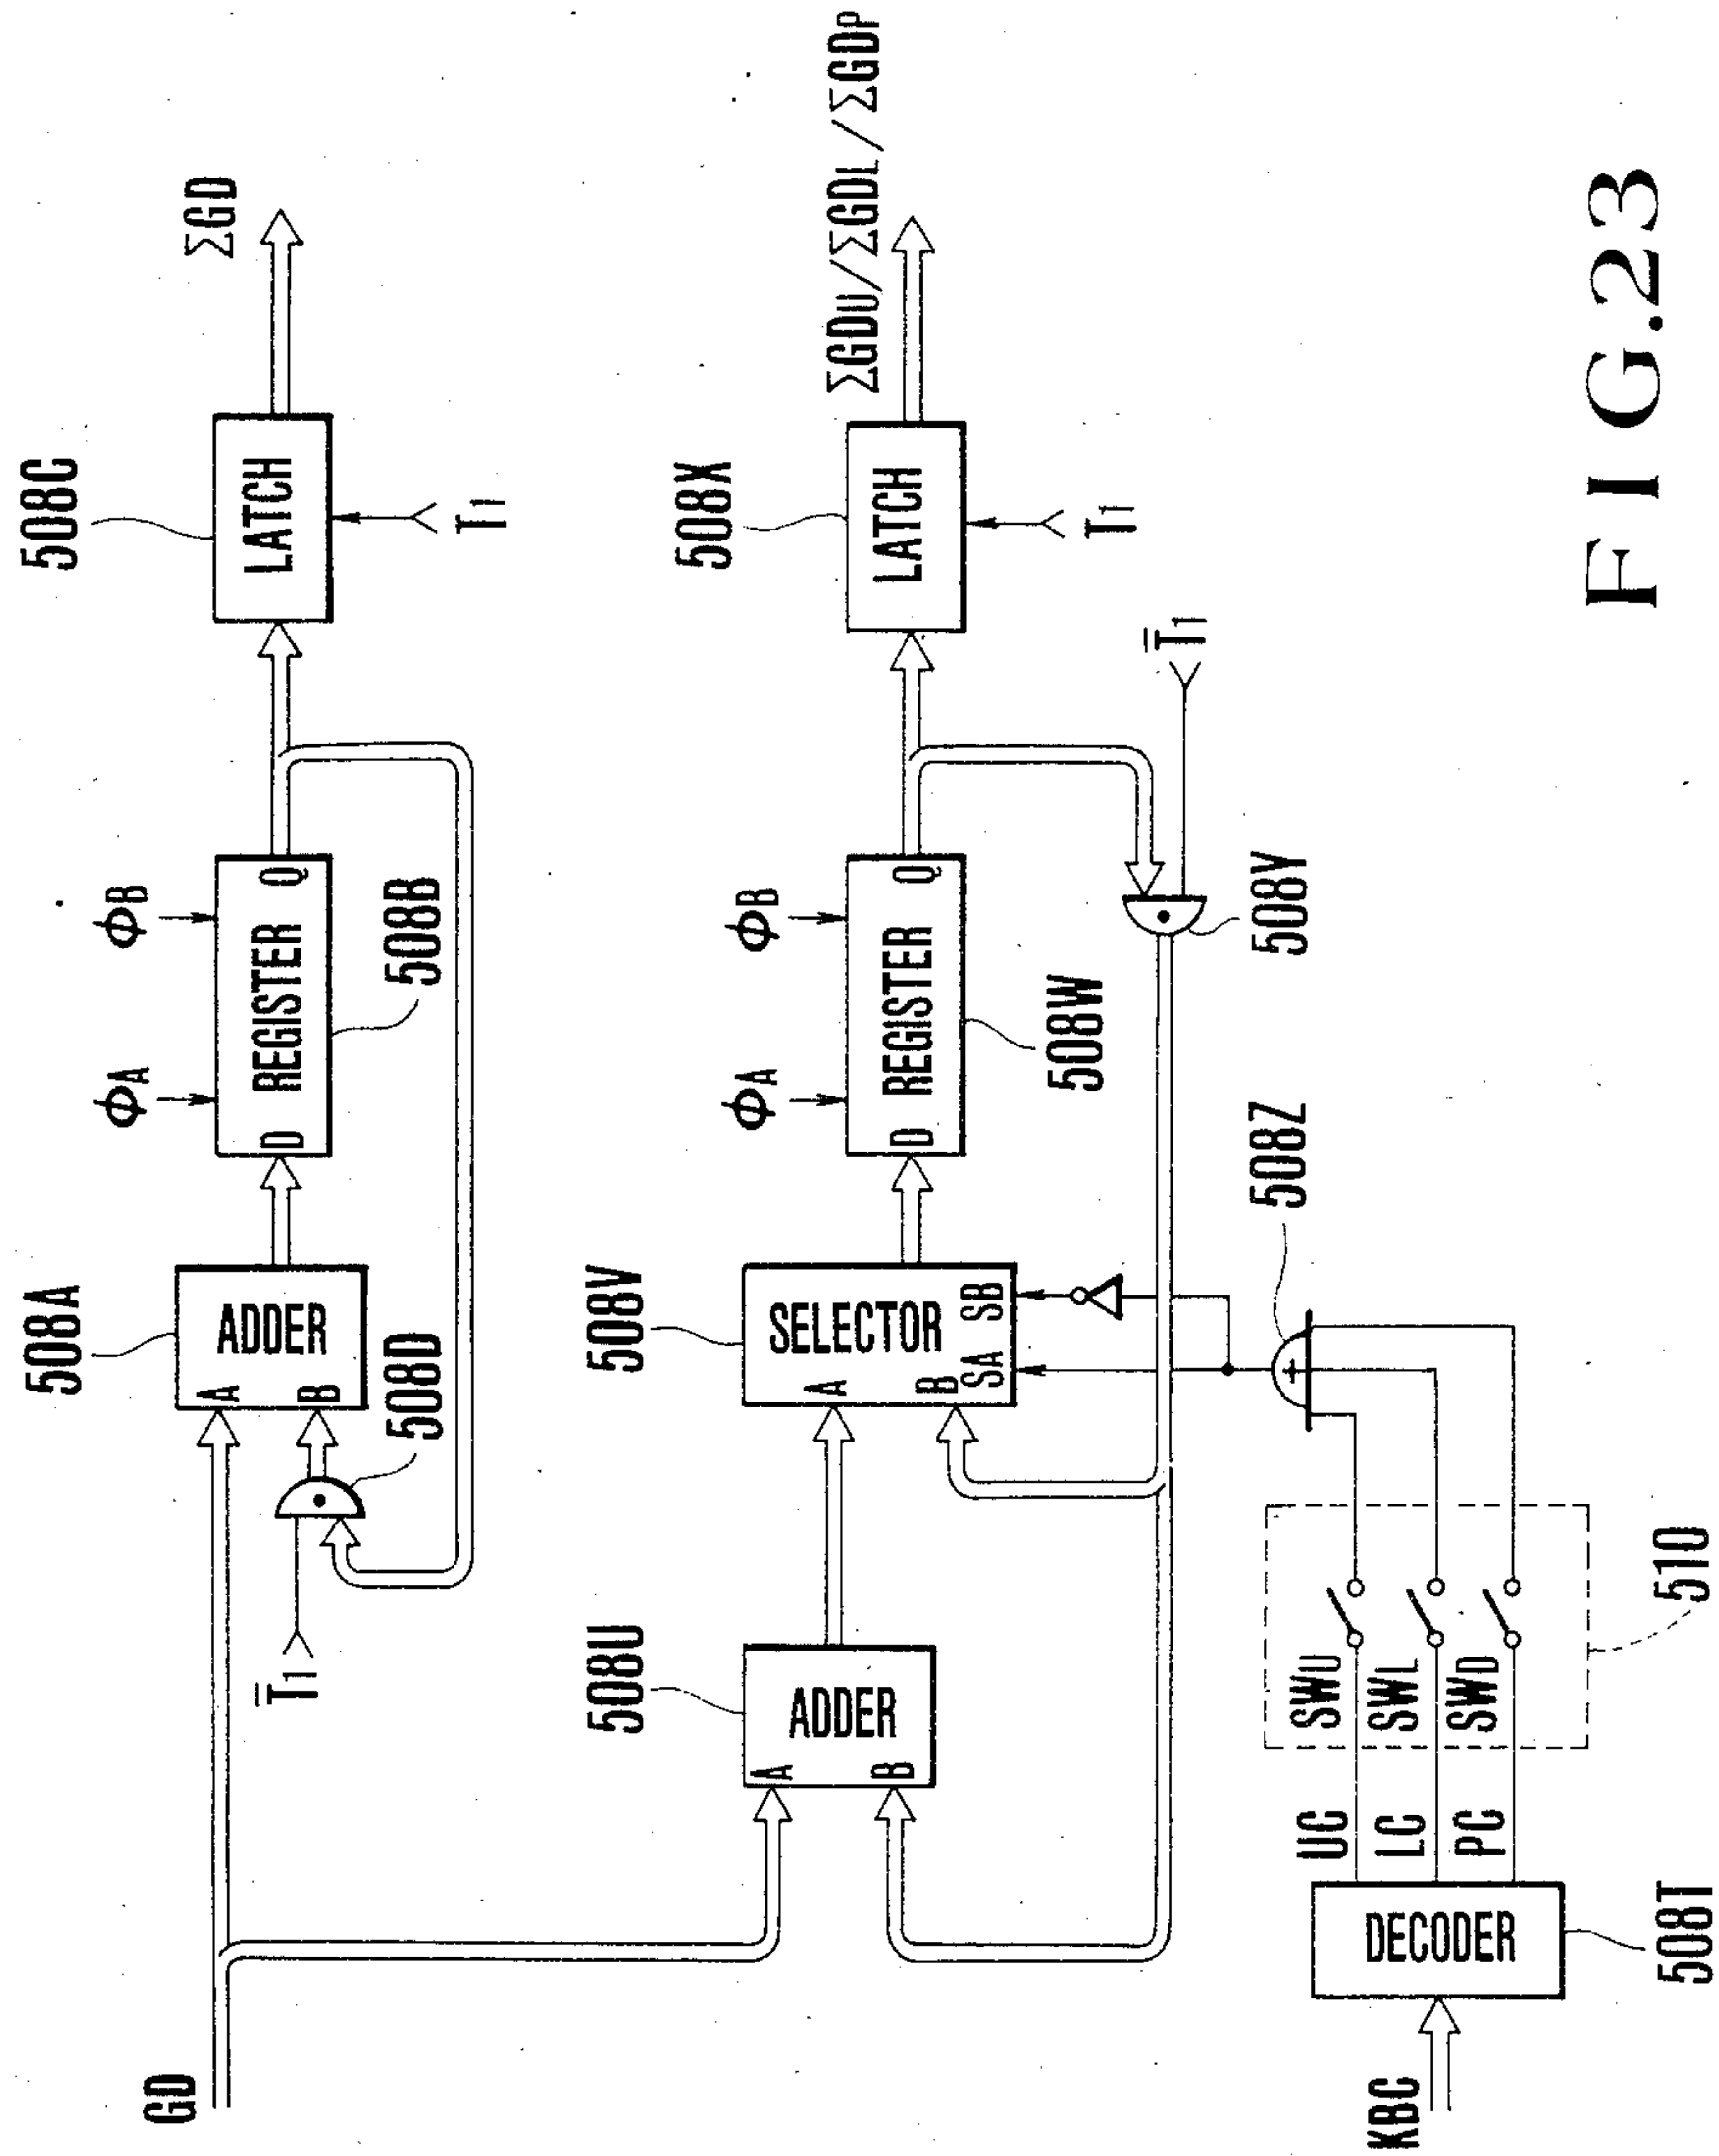 GD
T̄1
508A
ADDER
A
B
508D
ΦA
ΦB
D REGISTER Q
508B
508C
LATCH
T1
ΣGD
508U
ADDER
A
B
508V
SELECTOR
A
B
SA
SB
ΦA
ΦB
D REGISTER Q
508W
508X
LATCH
T1
ΣGDU/ΣGDL/ΣGDP
T̄1
508Y
508Z
KBC
DECODER
508T
UC
LC
PC
SWU
SWL
SWD
510
FIG.23